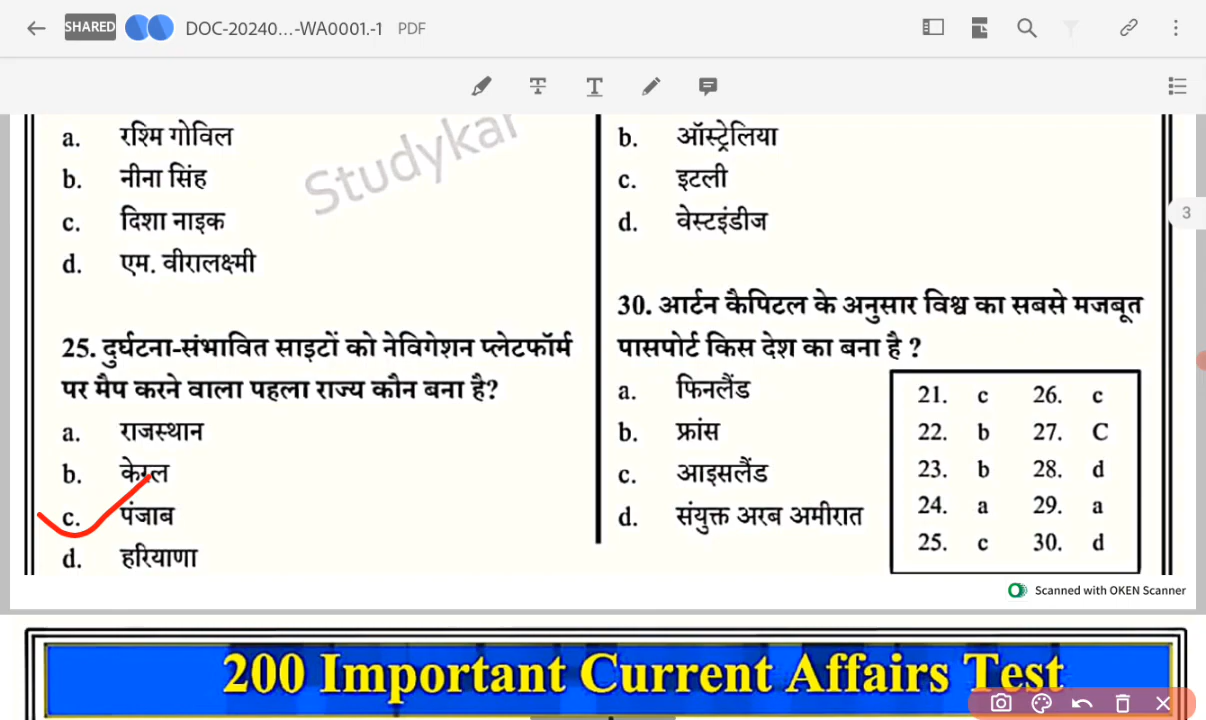 SHARED DOC-20240...-WA0001.-1 PDF
a. रश्मि गोविल
b. नीना सिंह
c. दिशा नाइक
d. एम. वीरालक्ष्मी
Studykar
25. दुर्घटना-संभावित साइटों को नेविगेशन प्लेटफॉर्म
पर मैप करने वाला पहला राज्य कौन बना है?
a. राजस्थान
b. केरल
c. पंजाब
d. हरियाणा
b. ऑस्ट्रेलिया
c. इटली
d. वेस्टइंडीज
3
30. आर्टन कैपिटल के अनुसार विश्व का सबसे मजबूत
पासपोर्ट किस देश का बना है ?
a. फिनलैंड
b. फ्रांस
c. आइसलैंड
d. संयुक्त अरब अमीरात
21. c 26. c
22. b 27. C
23. b 28. d
24. a 29. a
25. c 30. d
Scanned with OKEN Scanner
200 Important Current Affairs Test